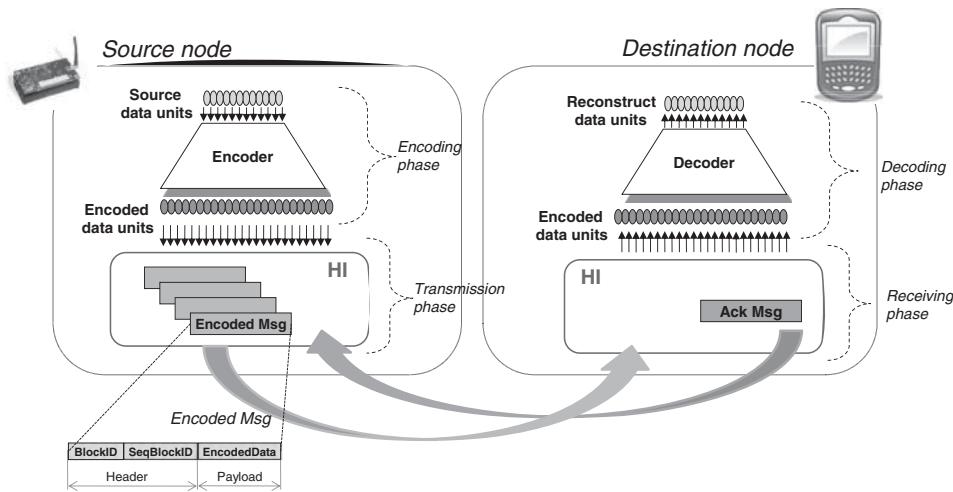 Source node
Source
data units
Encoder
Encoding
phase
Encoded
data units
HI
Transmission
phase
Encoded Msg
Encoded Msg
BlockID SeqBlockID EncodedData
Header Payload
Destination node
Reconstruct
data units
Decoder
Decoding
phase
Encoded
data units
HI
Ack Msg
Receiving
phase